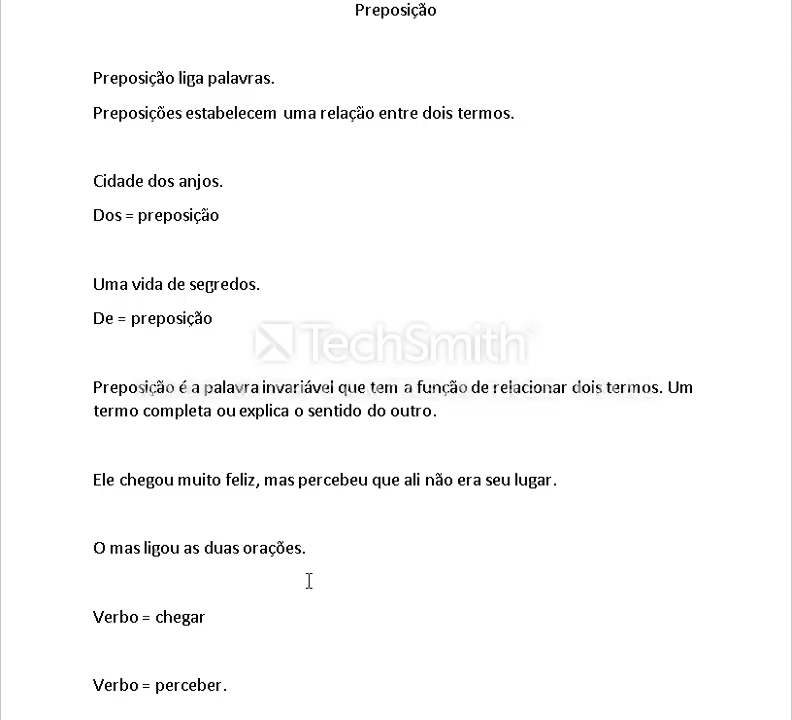 Preposição
Preposição liga palavras.
Preposições estabelecem uma relação entre dois termos.
Cidade dos anjos.
Dos = preposição
Uma vida de segredos.
De = preposição
TechSmith
Preposição é a palavra invariável que tem a função de relacionar dois termos. Um
termo completa ou explica o sentido do outro.
Ele chegou muito feliz, mas percebeu que ali não era seu lugar.
O mas ligou as duas orações.
Verbo = chegar
Verbo = perceber.